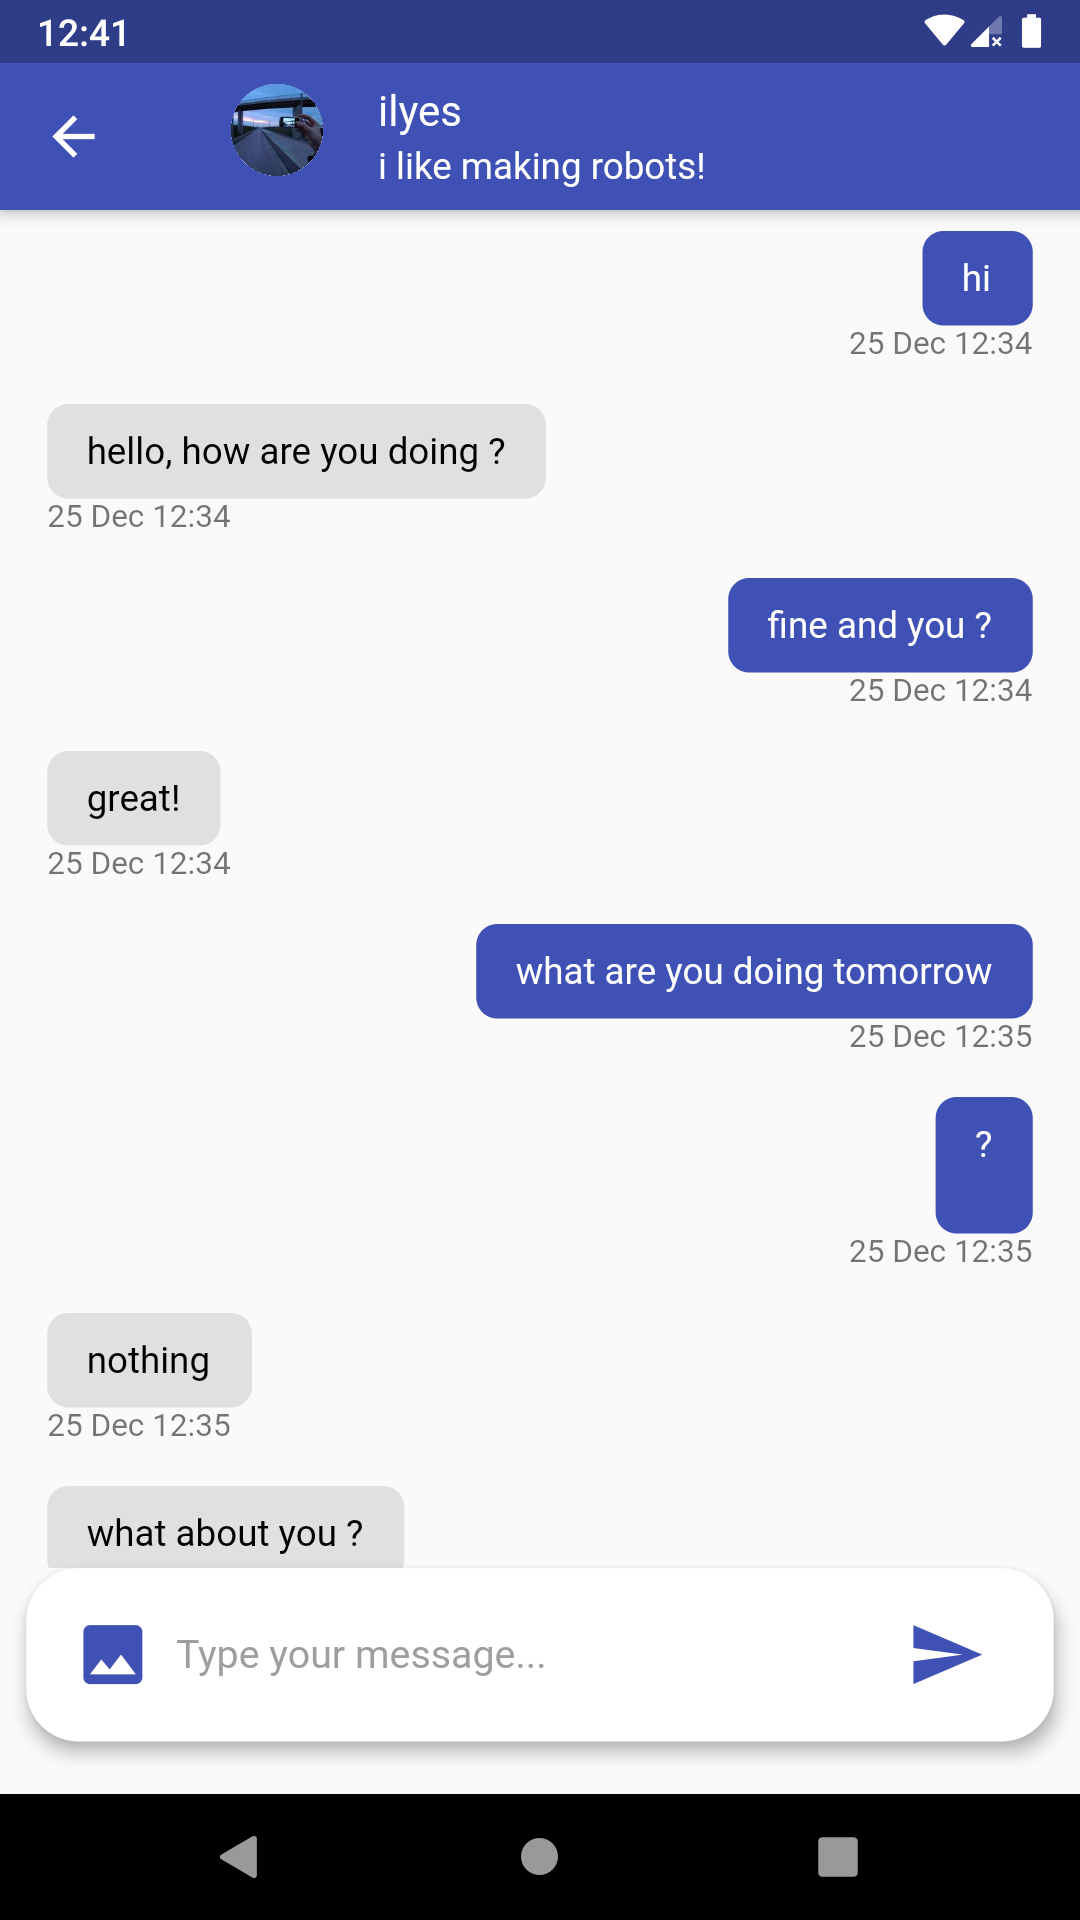 12:41
ilyes
i like making robots!
hi
25 Dec 12:34
hello, how are you doing ?
25 Dec 12:34
fine and you ?
25 Dec 12:34
great!
25 Dec 12:34
what are you doing tomorrow
25 Dec 12:35
?
25 Dec 12:35
nothing
25 Dec 12:35
what about you ?
Type your message...